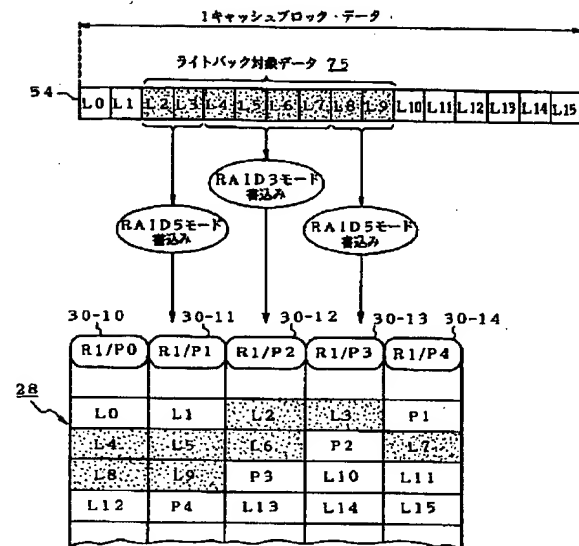 1キャッシュブロック・データ
ライトバック対象データ 75
54
L0 L1 L2 L3 L4 L5 L6 L7 L8 L9 L10 L11 L12 L13 L14 L15
RAID3モード
書込み
RAID5モード
書込み
RAID5モード
書込み
30-10 30-11 30-12 30-13 30-14
R1/P0 R1/P1 R1/P2 R1/P3 R1/P4
28
L0 L1 L2 L3 P1
L4 L5 L6 P2 L7
L8 L9 P3 L10 L11
L12 P4 L13 L14 L15